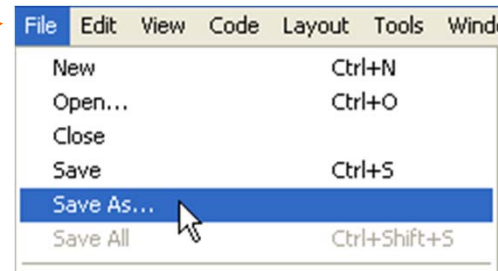 File Edit View Code Layout Tools
New Ctrl+N
Open... Ctrl+O
Close
Save Ctrl+S
Save As...
Save All Ctrl+Shift+S